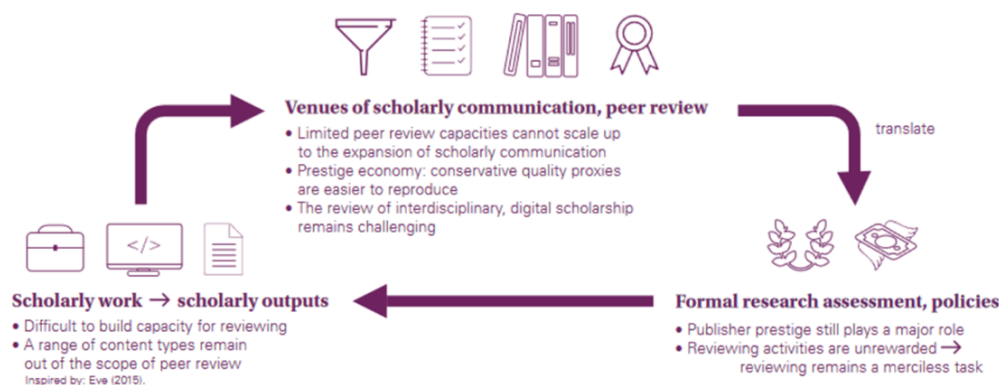 Venues of scholarly communication, peer review
• Limited peer review capacities cannot scale up
to the expansion of scholarly communication
• Prestige economy: conservative quality proxies
are easier to reproduce
• The review of interdisciplinary, digital scholarship
remains challenging
translate
</>
Scholarly work → scholarly outputs
• Difficult to build capacity for reviewing
• A range of content types remain
out of the scope of peer review
Inspired by: Eve (2015).
Formal research assessment, policies
• Publisher prestige still plays a major role
• Reviewing activities are unrewarded →
reviewing remains a merciless task